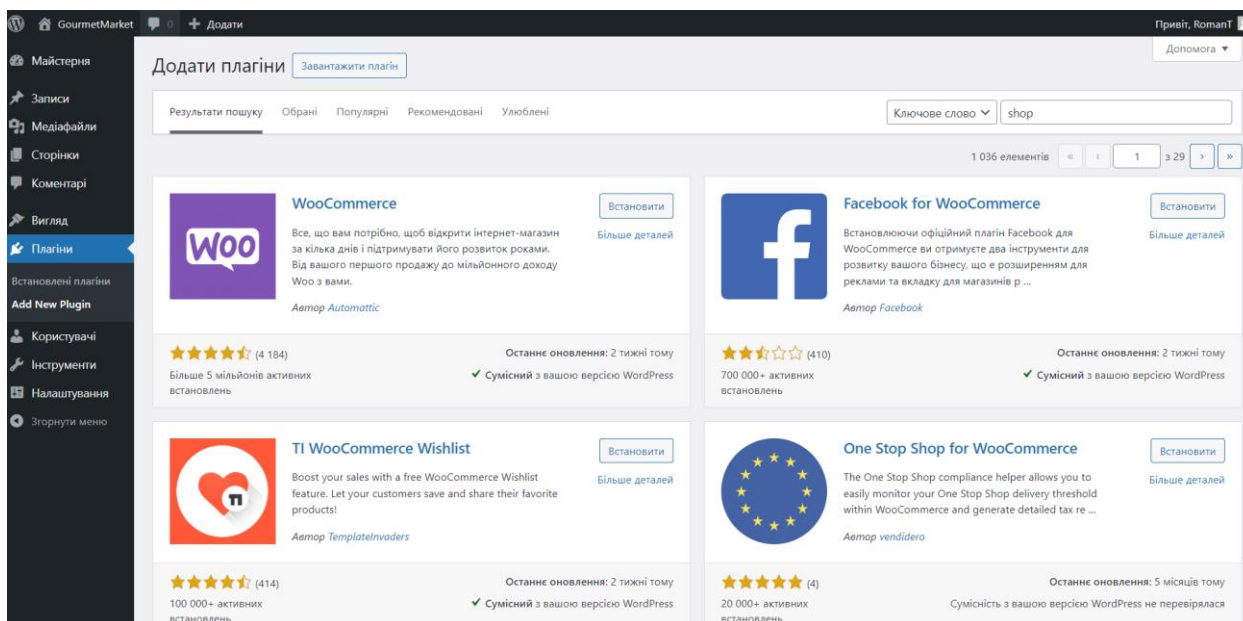 GourmetMarket 0 + Додати Привіт, RomanT
Допомога ▼
Майстерня
Записи
Медіафайли
Сторінки
Коментарі
Вигляд
Плагіни
Встановлені плагіни
Add New Plugin
Користувачі
Інструменти
Налаштування
Згорнути меню
Додати плагіни Завантажити плагін
Результати пошуку Обрані Популярні Рекомендовані Улюблені Ключове слово shop
1 036 елементів « ‹ 1 з 29 › »
Woo
WooCommerce Встановити
Більше деталей
Все, що вам потрібно, щоб відкрити інтернет-магазин
за кілька днів і підтримувати його розвиток роками.
Від вашого першого продажу до мільйонного доходу
Woo з вами.
Автор Automattic
(4 184) Останнє оновлення: 2 тижні тому
Більше 5 мільйонів активних
встановлень
✔ Сумісний з вашою версією WordPress
f
Facebook for WooCommerce Встановити
Більше деталей
Встановлюючи офіційний плагін Facebook для
WooCommerce ви отримуєте два інструменти для
розвитку вашого бізнесу, що є розширенням для
реклами та вкладку для магазинів р ...
Автор Facebook
(410) Останнє оновлення: 2 тижні тому
700 000+ активних
встановлень
✔ Сумісний з вашою версією WordPress
TI
TI WooCommerce Wishlist Встановити
Більше деталей
Boost your sales with a free WooCommerce Wishlist
feature. Let your customers save and share their favorite
products!
Автор TemplateInvaders
(414) Останнє оновлення: 2 тижні тому
100 000+ активних
встановлень
✔ Сумісний з вашою версією WordPress
One Stop Shop for WooCommerce Встановити
Більше деталей
The One Stop Shop compliance helper allows you to
easily monitor your One Stop Shop delivery threshold
within WooCommerce and generate detailed tax re ...
Автор vendidero
(4) Останнє оновлення: 5 місяців тому
20 000+ активних
встановлень
Сумісність з вашою версією WordPress не перевірялася